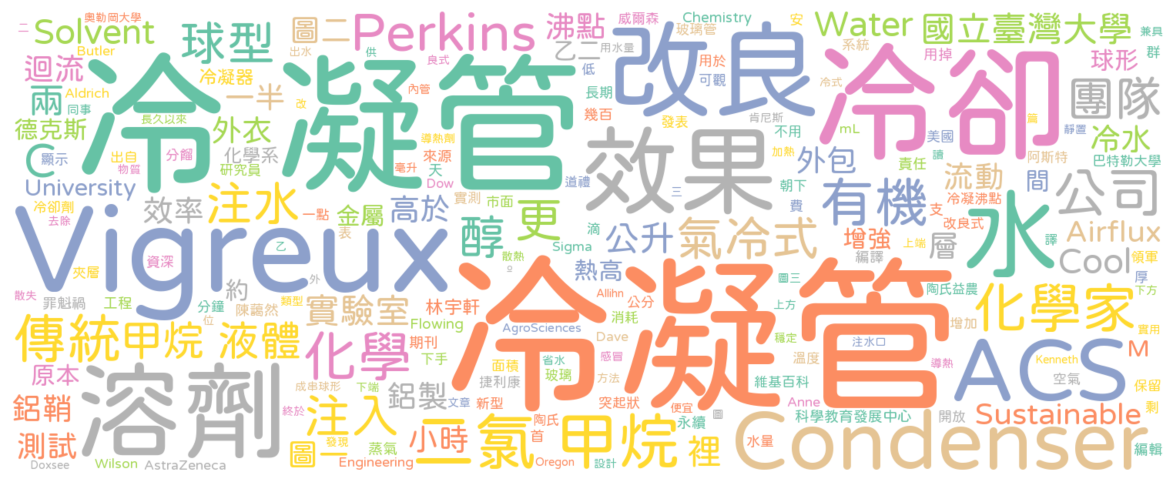 奧勒岡大學
二
Solvent
Butler
球型
圖二
出水
Perkins
供
良式
沸點
威爾森
Chemistry
玻璃管
乙二
用水量
低
改良
Water
國立臺灣大學
安
兼具
群
系統
用掉
球形
迴流
冷凝器
兩
Aldrich
同事
一半
冷凝管
內管
改
長期
幾百
用於
可觀
肯尼斯
發表
冷卻
冷式
團隊
德克斯
長久以來
外衣
導熱劑
C
顯示
出自
物質
分餾
化學系
研究員
來源
天
毫升
Dow
效果
道禮
不用
加熱
mL
美國
靜置
冷水
巴特勒大學
外包
責任
讀
阿斯特
University
冷卻劑
去除
效率
注水
一點
表
金屬
高於
實測
市面
更
醇
滴
三
朝下
費
有機
間
流動
冷凝沸點
支
改良式
水
公司
譯
Vigreux
乙
資深
夾層
散熱
Sigma
公升
氣冷式
增強
編譯
層
上端
Airflux
Cool
領軍
厚
下方
散失
罪魁禍
工程
類型
外
約
分鐘
位
陳藹然
實驗室
林宇軒
公分
Allihn
熱高
圖三
上方
陶氏益農
Flowing
期刊
消耗
AgroSciences
冷凝管
穩定
增加
化學家
實用
M
傳統
甲烷
液體
化學
下手
面積
省水
Dave
感冒
注水口
溫度
導熱
ACS
Kenneth
原本
成串球形
下端
文章
捷利康
新型
玻璃
方法
突起狀
便宜
維基百科
Anne
空氣
保留
剩
鋁鞘
溶劑
終於
注入
鋁製
陶氏
首
永續
圖
科學教育發展中心
開放
Sustainable
測試
發現
蒸氣
小時
二氯
甲烷
裡
水量
Condenser
編輯
Doxsee
Wilson
AstraZeneca
圖一
Engineering
Oregon
設計